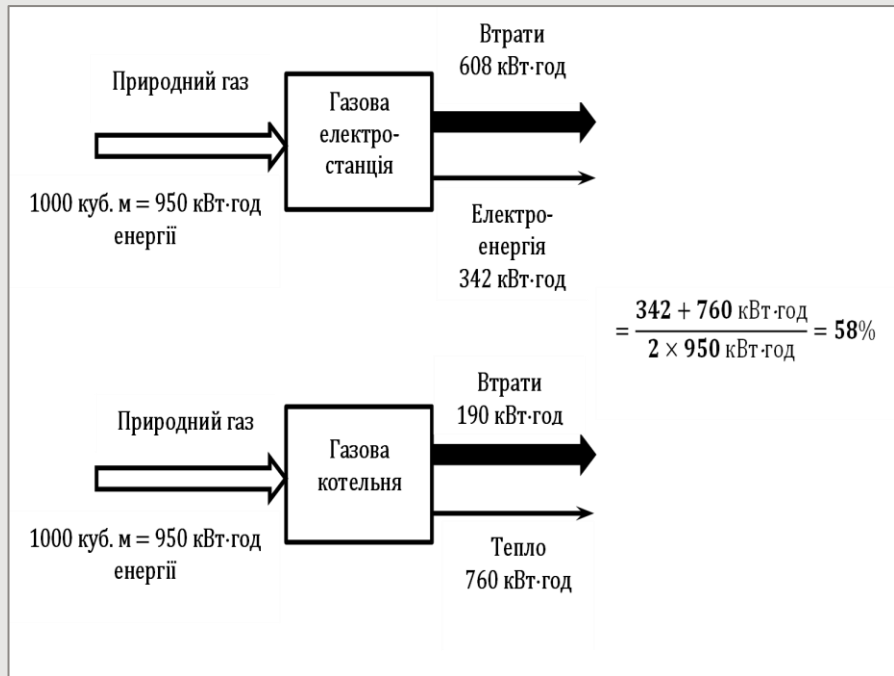 Природний газ
1000 куб. м = 950 кВт·год
енергії
Газова
електро-
станція
Втрати
608 кВт·год
Електро-
енергія
342 кВт·год
Природний газ
1000 куб. м = 950 кВт·год
енергії
Газова
котельня
Втрати
190 кВт·год
Тепло
760 кВт·год
= (342 + 760 кВт·год) / (2 × 950 кВт·год) = 58%